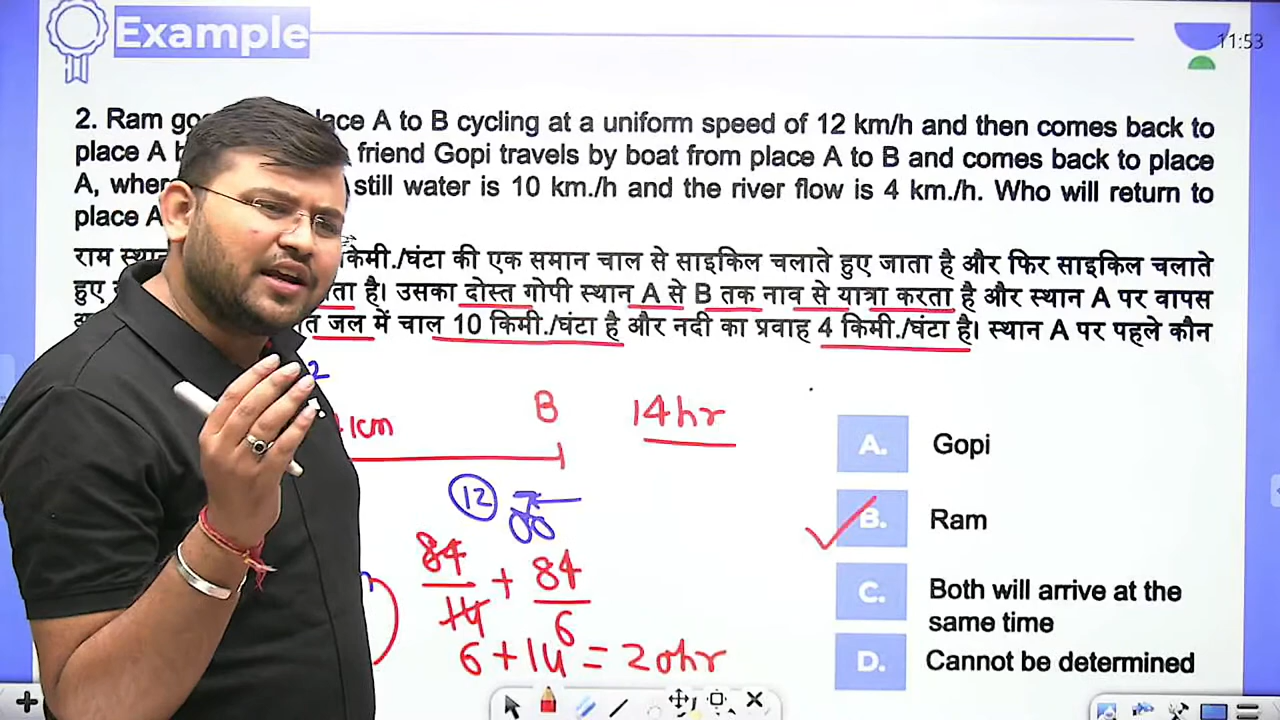 Example
11:53
2. Ram lace A to B cycling at a uniform speed of 12 km/h and then comes back to
place A friend Gopi travels by boat from place A to B and comes back to place
A, still water is 10 km./h and the river flow is 4 km./h. Who will return to
place A
राम किमी./घंटा की एक समान चाल से साइकिल चलाते हुए जाता है और फिर साइकिल चलाते
हुए है। उसका दोस्त गोपी स्थान A से B तक नाव से यात्रा करता है और स्थान A पर वापस
जल में चाल 10 किमी./घंटा है और नदी का प्रवाह 4 किमी./घंटा है। स्थान A पर पहले कौन
2
B 14hr
12
84/14 + 84/6
6 + 14 = 20hr
A. Gopi
B. Ram
C. Both will arrive at the
same time
D. Cannot be determined